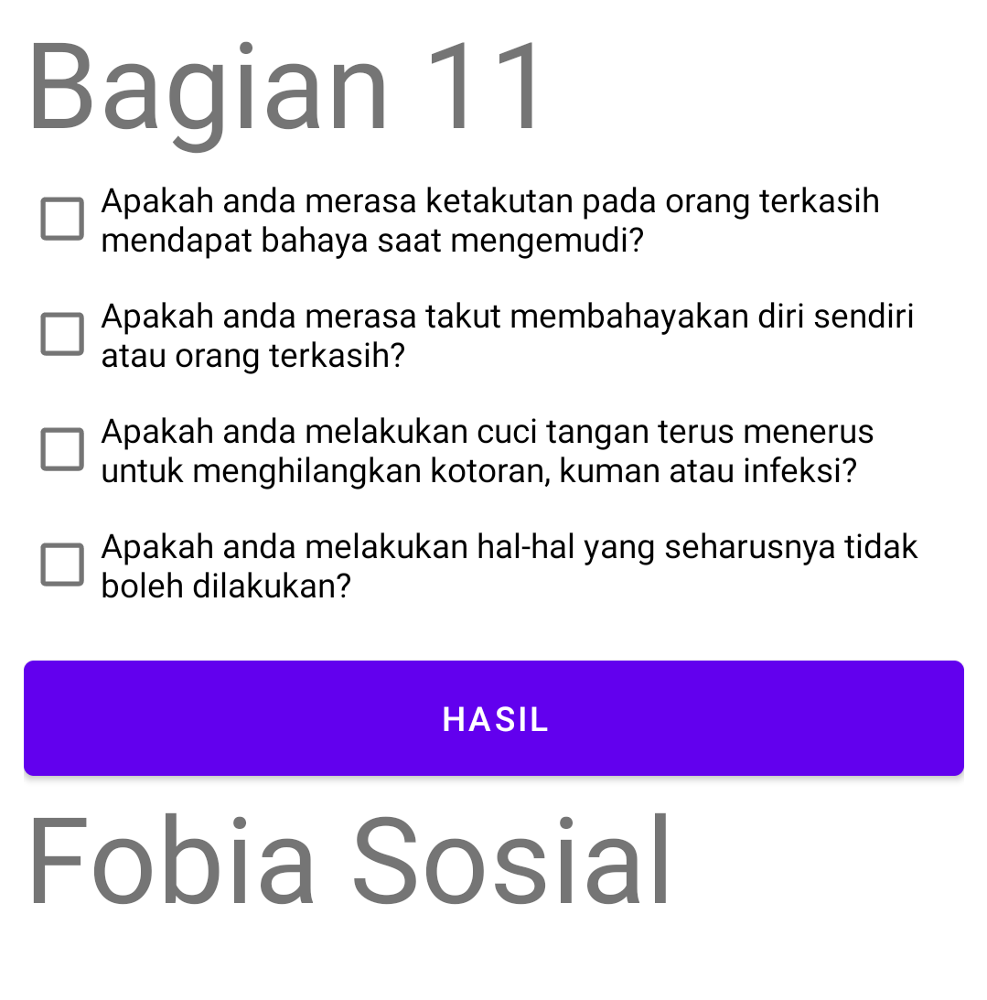 Bagian 11
Apakah anda merasa ketakutan pada orang terkasih
mendapat bahaya saat mengemudi?
Apakah anda merasa takut membahayakan diri sendiri
atau orang terkasih?
Apakah anda melakukan cuci tangan terus menerus
untuk menghilangkan kotoran, kuman atau infeksi?
Apakah anda melakukan hal-hal yang seharusnya tidak
boleh dilakukan?
HASIL
Fobia Sosial